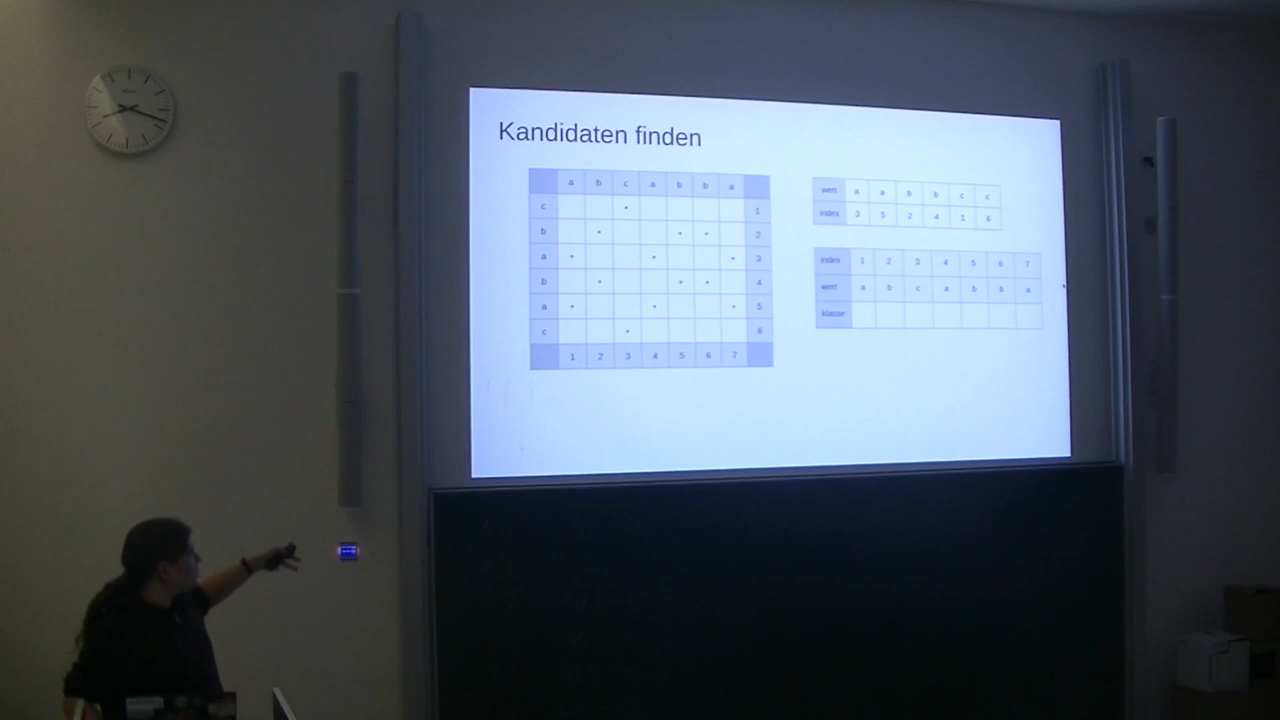 Kandidaten finden
a b c a b b a
c • 1
b • • • 2
a • • • 3
b • • • 4
a • • • 5
c • 6
1 2 3 4 5 6 7
wert a a b b c c
index 3 5 2 4 1 6
index 1 2 3 4 5 6 7
wert a b c a b b a
klasse